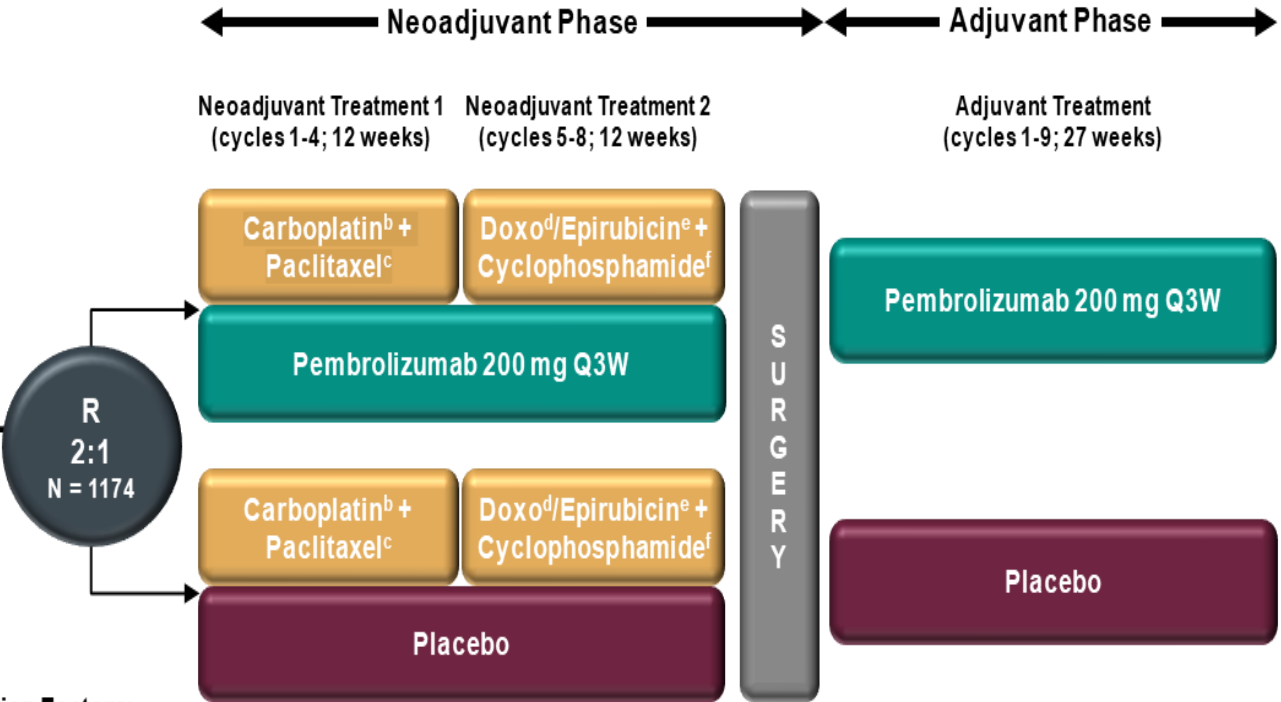 Neoadjuvant Phase
Adjuvant Phase
Neoadjuvant Treatment 1
(cycles 1-4; 12 weeks)
Neoadjuvant Treatment 2
(cycles 5-8; 12 weeks)
Adjuvant Treatment
(cycles 1-9; 27 weeks)
Carboplatinᵇ +
Paclitaxelᶜ
Doxoᵈ/Epirubicinᵉ +
Cyclophosphamideᶠ
Pembrolizumab 200 mg Q3W
R
2:1
N = 1174
Carboplatinᵇ +
Paclitaxelᶜ
Doxoᵈ/Epirubicinᵉ +
Cyclophosphamideᶠ
Placebo
SURGERY
Pembrolizumab 200 mg Q3W
Placebo